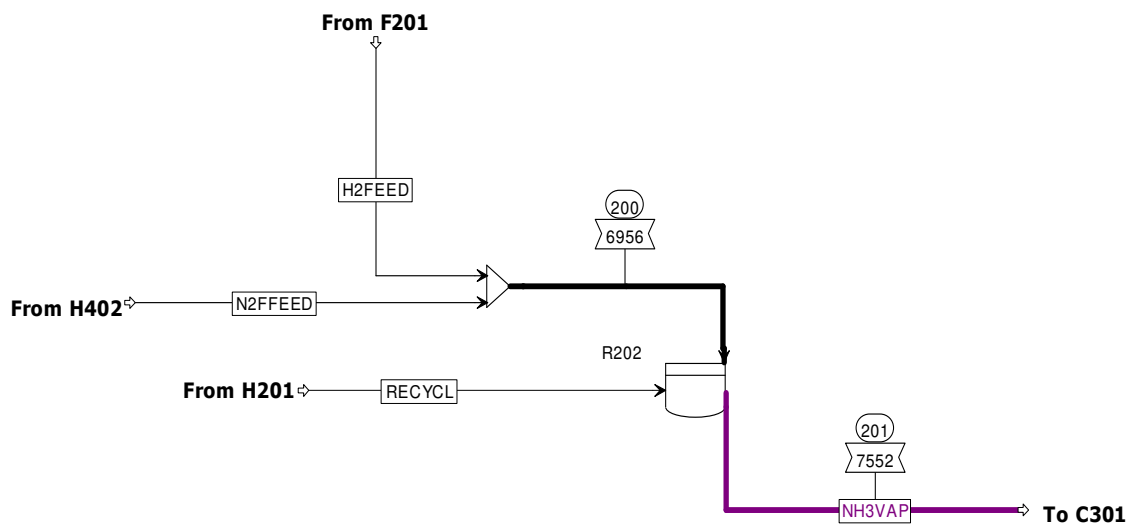 From F201
H2FEED
200
6956
From H402
N2FFEED
R202
From H201
RECYCL
201
7552
NH3VAP
To C301